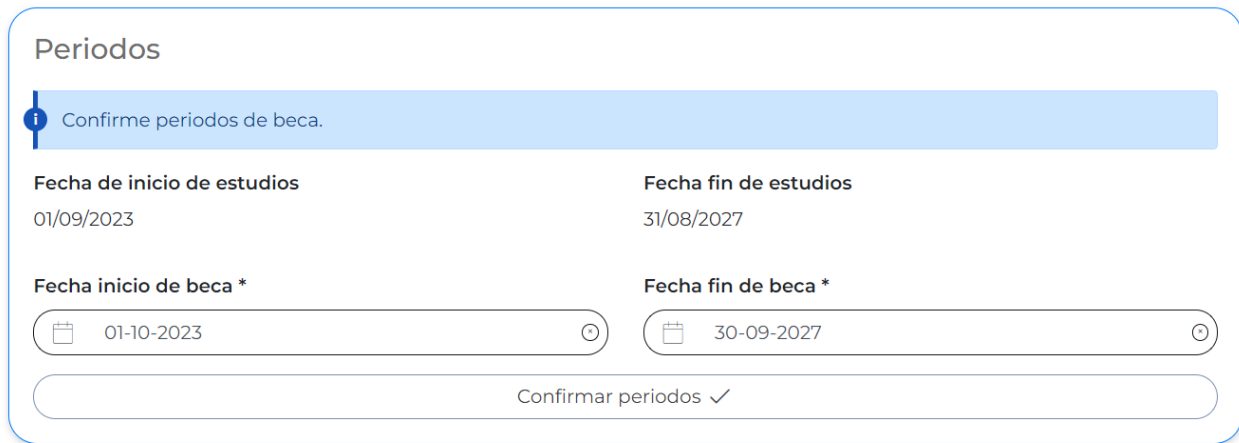 Periodos
Confirme periodos de beca.
Fecha de inicio de estudios
Fecha fin de estudios
01/09/2023
31/08/2027
Fecha inicio de beca *
Fecha fin de beca *
01-10-2023
30-09-2027
Confirmar periodos